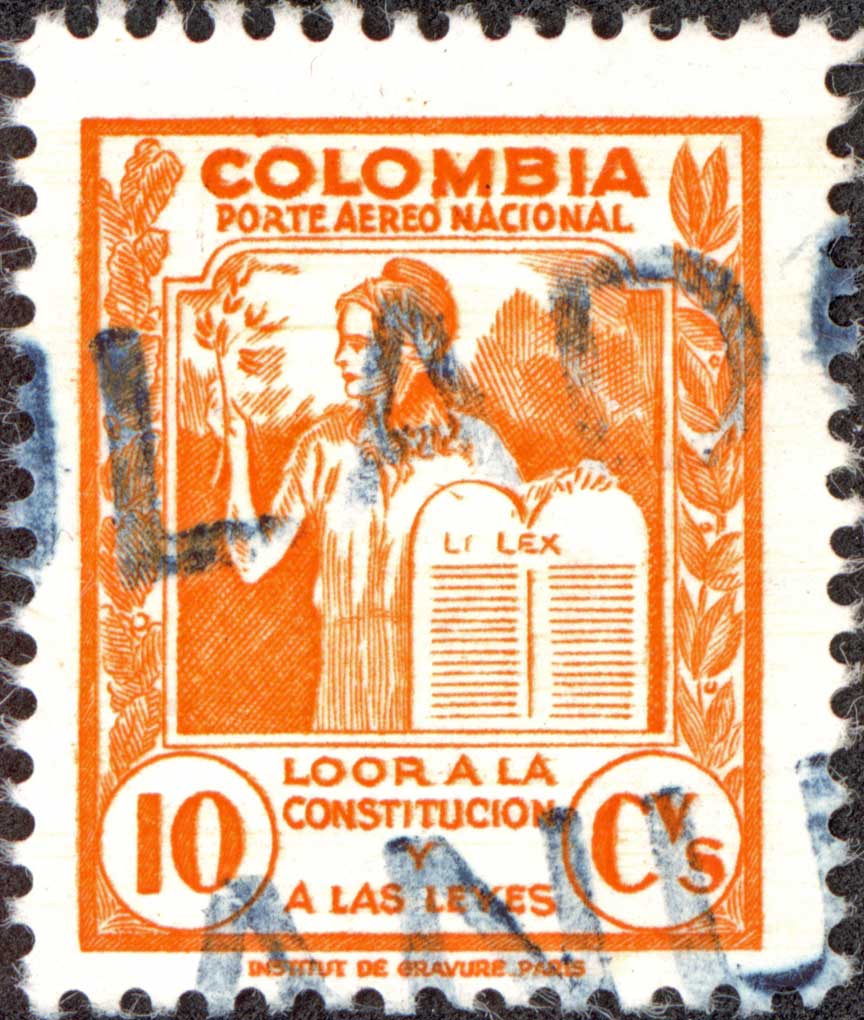 COLOMBIA
PORTE AEREO NACIONAL
LEX
10
LOOR A LA
CONSTITUCION
Y
A LAS LEYES
CVS
INSTITUT DE GRAVURE. PARIS